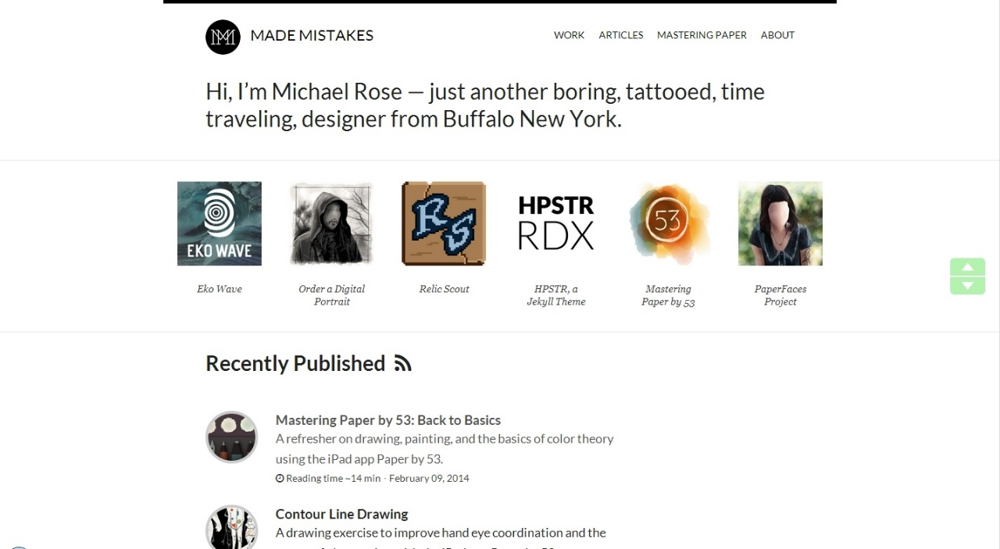 MADE MISTAKES
WORK ARTICLES MASTERING PAPER ABOUT
Hi, I’m Michael Rose — just another boring, tattooed, time
traveling, designer from Buffalo New York.
EKO WAVE
RS
HPSTR
RDX
53
Eko Wave
Order a Digital
Portrait
Relic Scout
HPSTR, a
Jekyll Theme
Mastering
Paper by 53
PaperFaces
Project
Recently Published
Mastering Paper by 53: Back to Basics
A refresher on drawing, painting, and the basics of color theory
using the iPad app Paper by 53.
Reading time ~14 min · February 09, 2014
Contour Line Drawing
A drawing exercise to improve hand eye coordination and the